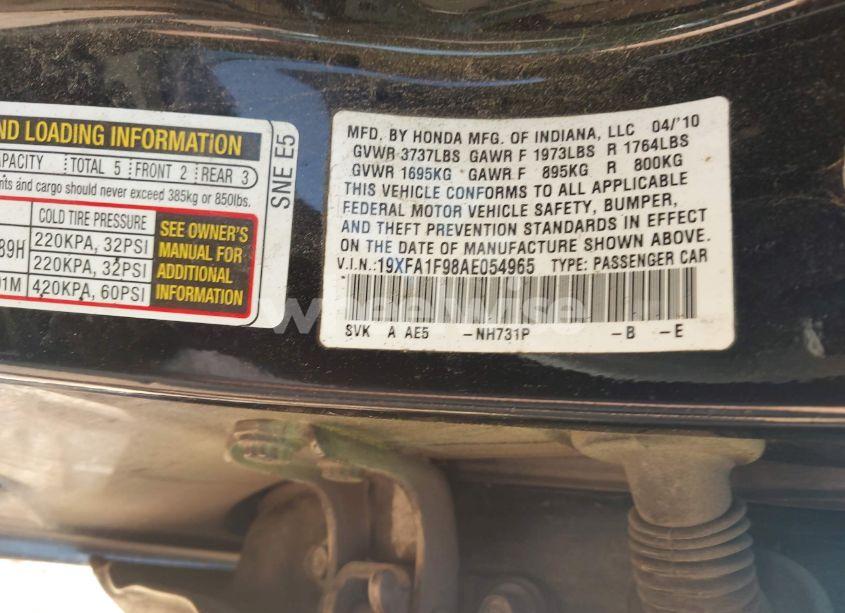 ND LOADING INFORMATION
APACITY TOTAL 5 FRONT 2 REAR 3
nts and cargo should never exceed 385kg or 850lbs.
COLD TIRE PRESSURE
89H 220KPA, 32PSI
220KPA, 32PSI
01M 420KPA, 60PSI
SEE OWNER'S
MANUAL FOR
ADDITIONAL
INFORMATION
SNE E5
MFD. BY HONDA MFG. OF INDIANA, LLC 04/'10
GVWR 3737LBS GAWR F 1973LBS R 1764LBS
GVWR 1695KG GAWR F 895KG R 800KG
THIS VEHICLE CONFORMS TO ALL APPLICABLE
FEDERAL MOTOR VEHICLE SAFETY, BUMPER,
AND THEFT PREVENTION STANDARDS IN EFFECT
ON THE DATE OF MANUFACTURE SHOWN ABOVE.
V.I.N.:19XFA1F98AE054965 TYPE: PASSENGER CAR
SVK A AE5 -NH731P -B -E